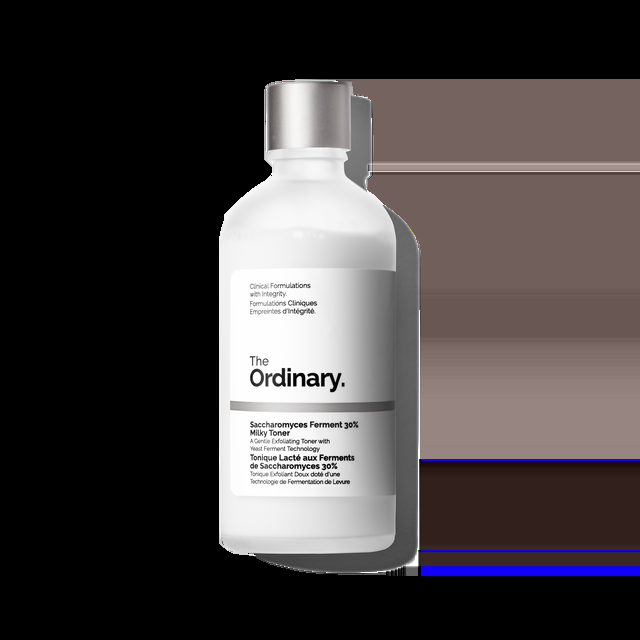 Clinical Formulations
with Integrity.
Formulations Cliniques
Empreintes d'Intégrité.
The
Ordinary.
Saccharomyces Ferment 30%
Milky Toner
A Gentle Exfoliating Toner with
Yeast Ferment Technology
Tonique Lacté aux Ferments
de Saccharomyces 30%
Tonique Exfoliant Doux doté d'une
Technologie de Fermentation de Levure